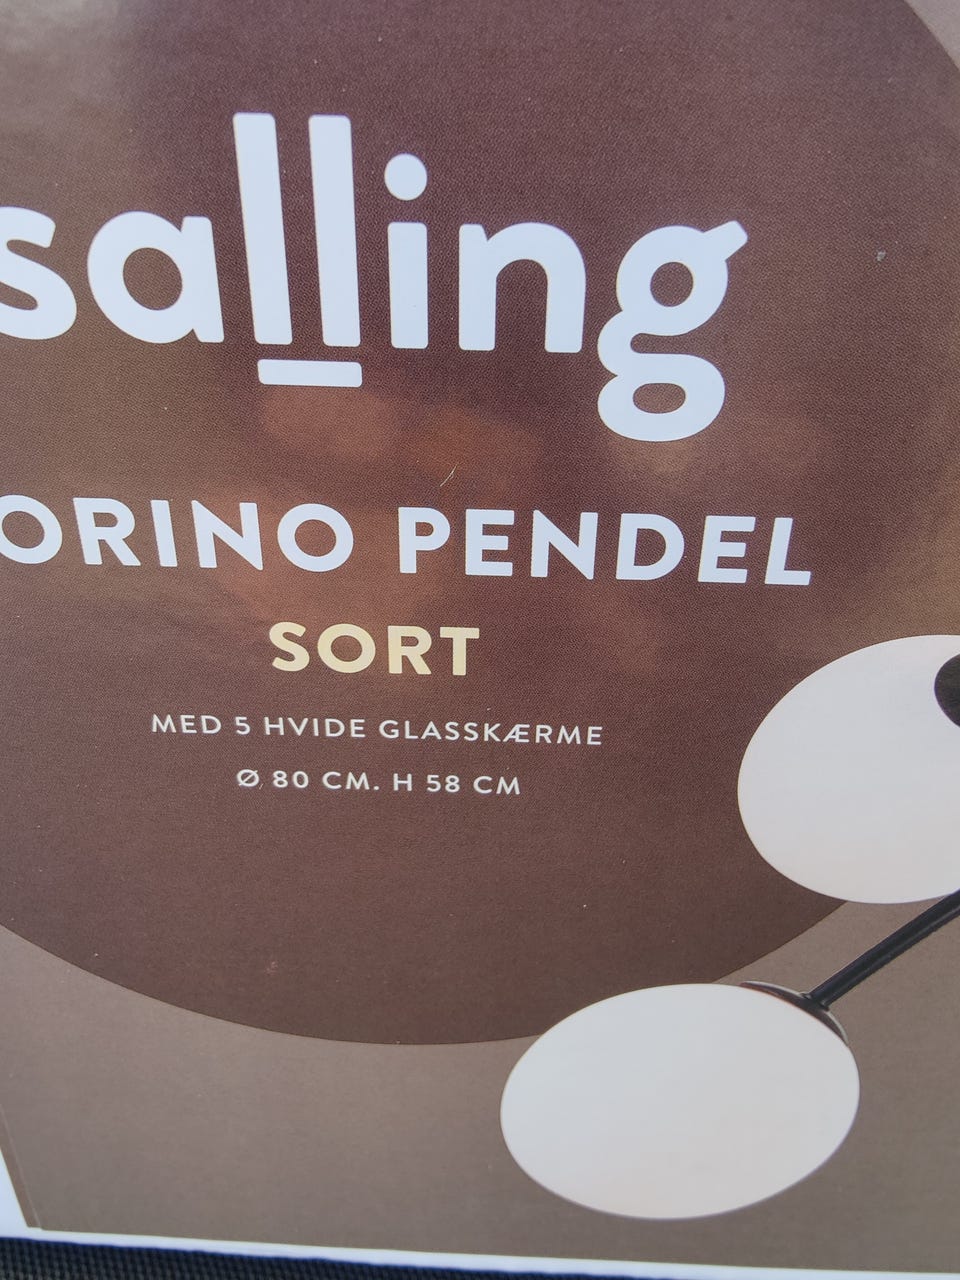 salling
ORINO PENDEL
SORT
MED 5 HVIDE GLASSKÆRME
Ø 80 CM. H 58 CM